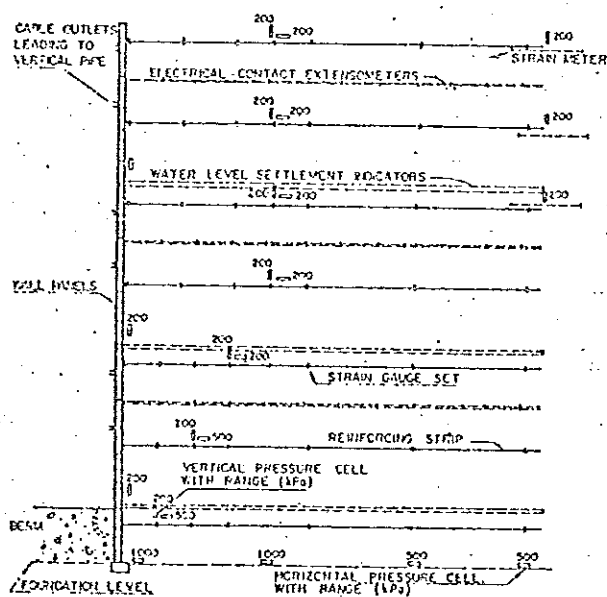 200
200
200
CABLE OUTLETS
LEADING TO
VERTICAL PIPE
STRAIN METER
ELECTRICAL-CONTACT EXTENSOMETERS
200
200
200
WATER LEVEL SETTLEMENT INDICATORS
200
200
200
200
200
WALL PANELS
200
200
200
STRAIN GAUGE SET
200
500
REINFORCING STRIP
VERTICAL PRESSURE CELL
WITH RANGE (kPa)
200
200
500
BERM
1000
1000
500
500
FOUNDATION LEVEL
HORIZONTAL PRESSURE CELL
WITH RANGE (kPa)